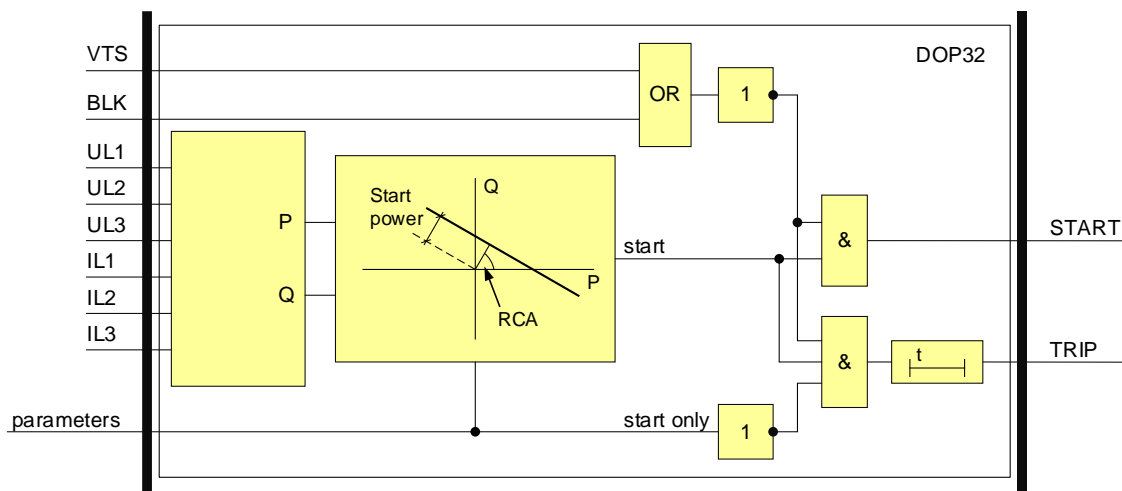 VTS
DOP32
BLK
OR
1
UL1
UL2
UL3
IL1
IL2
IL3
P
Q
Start
power
Q
P
RCA
start
&
START
&
t
TRIP
parameters
start only
1